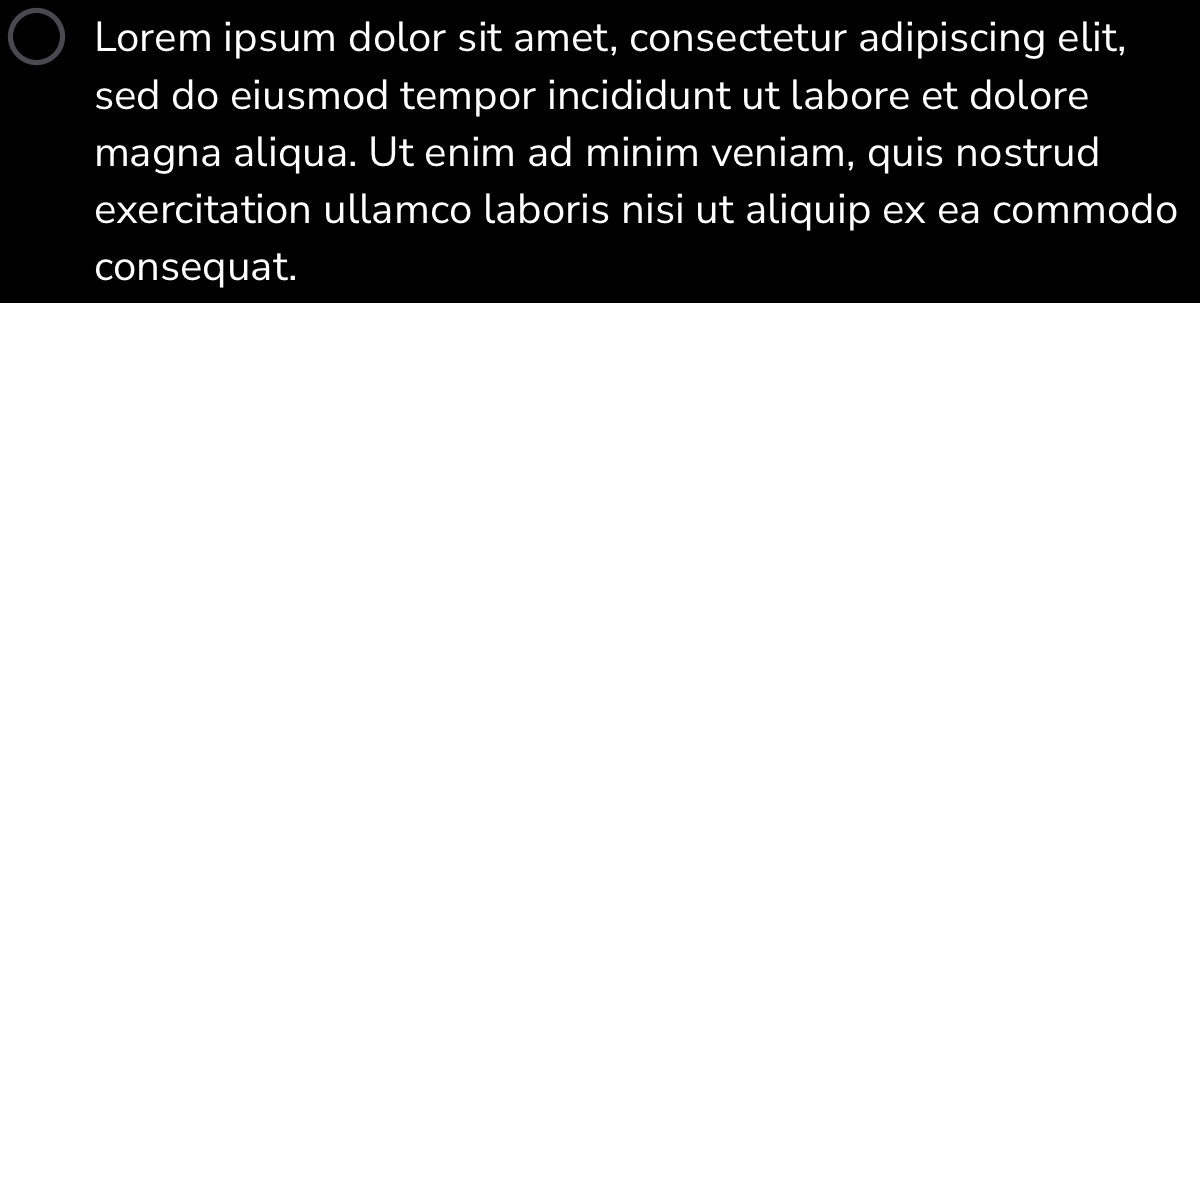 Lorem ipsum dolor sit amet, consectetur adipiscing elit,
sed do eiusmod tempor incididunt ut labore et dolore
magna aliqua. Ut enim ad minim veniam, quis nostrud
exercitation ullamco laboris nisi ut aliquip ex ea commodo
consequat.